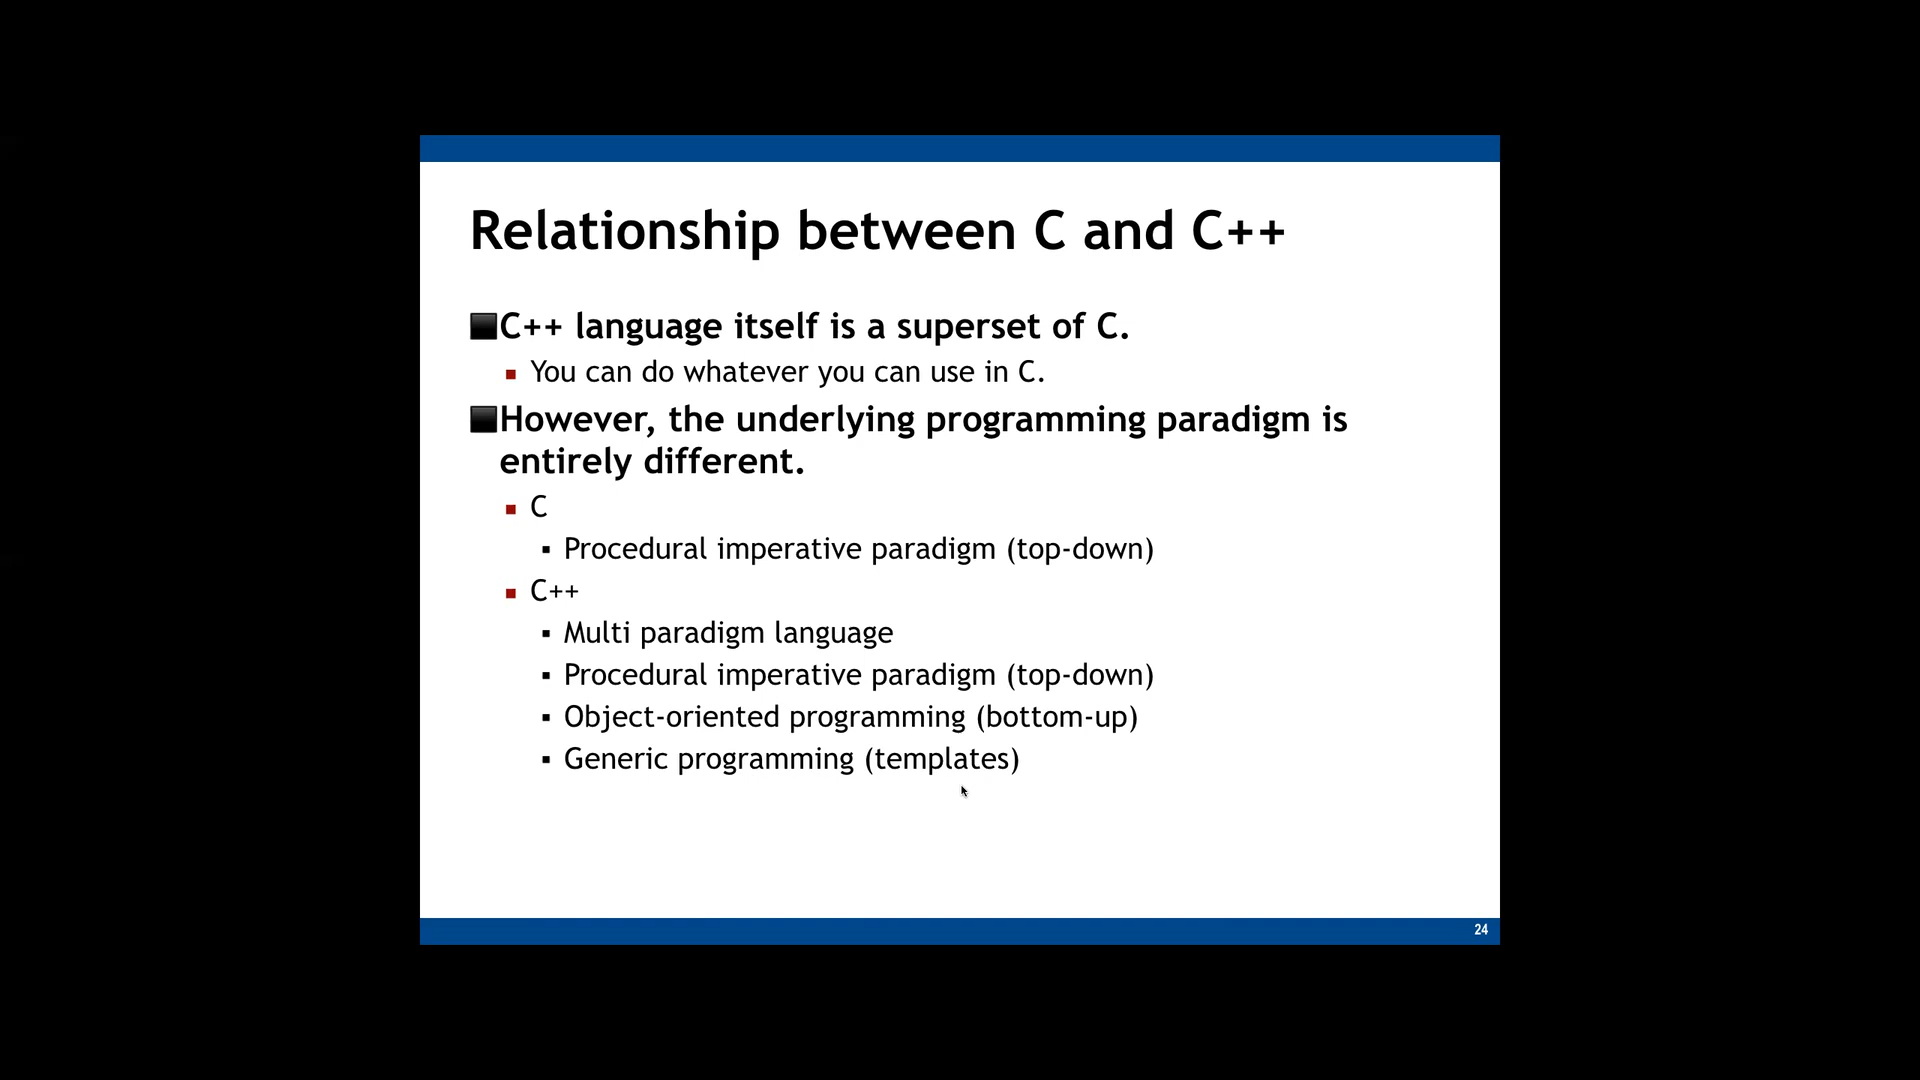 Relationship between C and C++
C++ language itself is a superset of C.
You can do whatever you can use in C.
However, the underlying programming paradigm is
entirely different.
C
Procedural imperative paradigm (top-down)
C++
Multi paradigm language
Procedural imperative paradigm (top-down)
Object-oriented programming (bottom-up)
Generic programming (templates)
24